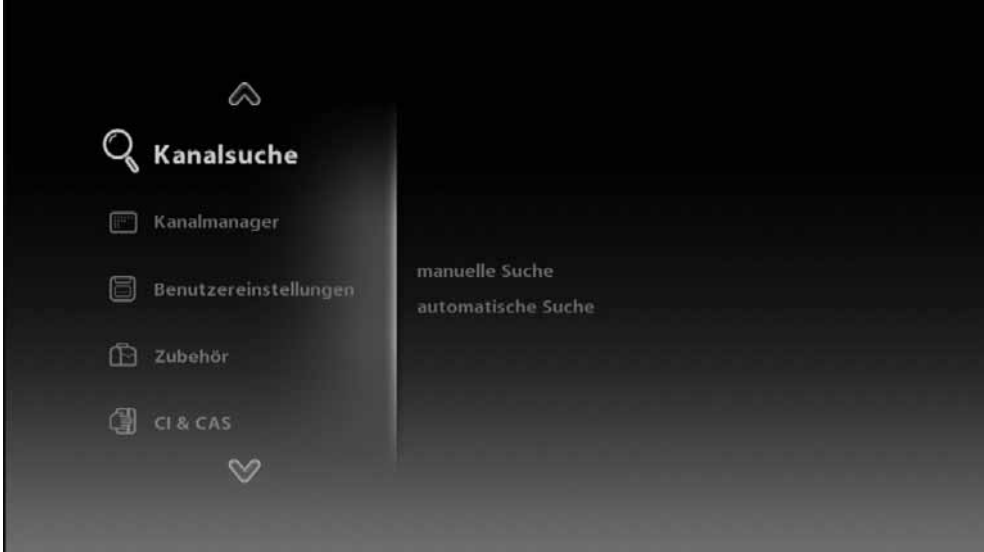 Kanalsuche
Kanalmanager
Benutzereinstellungen
Zubehör
CI & CAS
manuelle Suche
automatische Suche